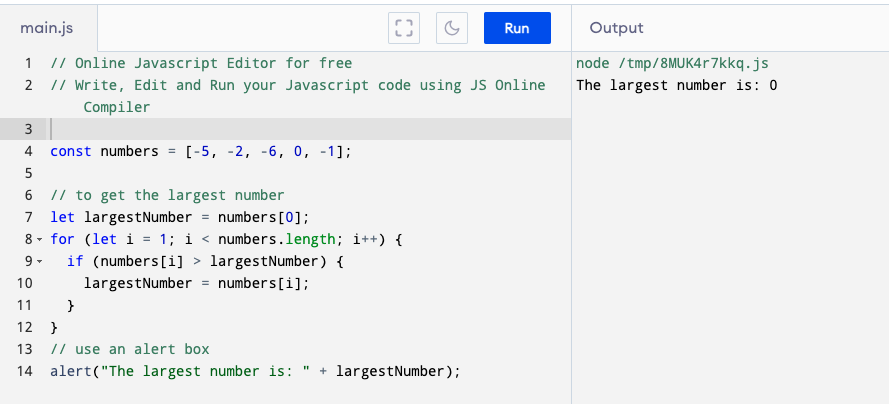 main.js
Run
Output
1 // Online Javascript Editor for free
2 // Write, Edit and Run your Javascript code using JS Online
Compiler
3
4 const numbers = [-5, -2, -6, 0, -1];
5
6 // to get the largest number
7 let largestNumber = numbers[0];
8 for (let i = 1; i < numbers.length; i++) {
9   if (numbers[i] > largestNumber) {
10     largestNumber = numbers[i];
11   }
12 }
13 // use an alert box
14 alert("The largest number is: " + largestNumber);
node /tmp/8MUK4r7kkq.js
The largest number is: 0